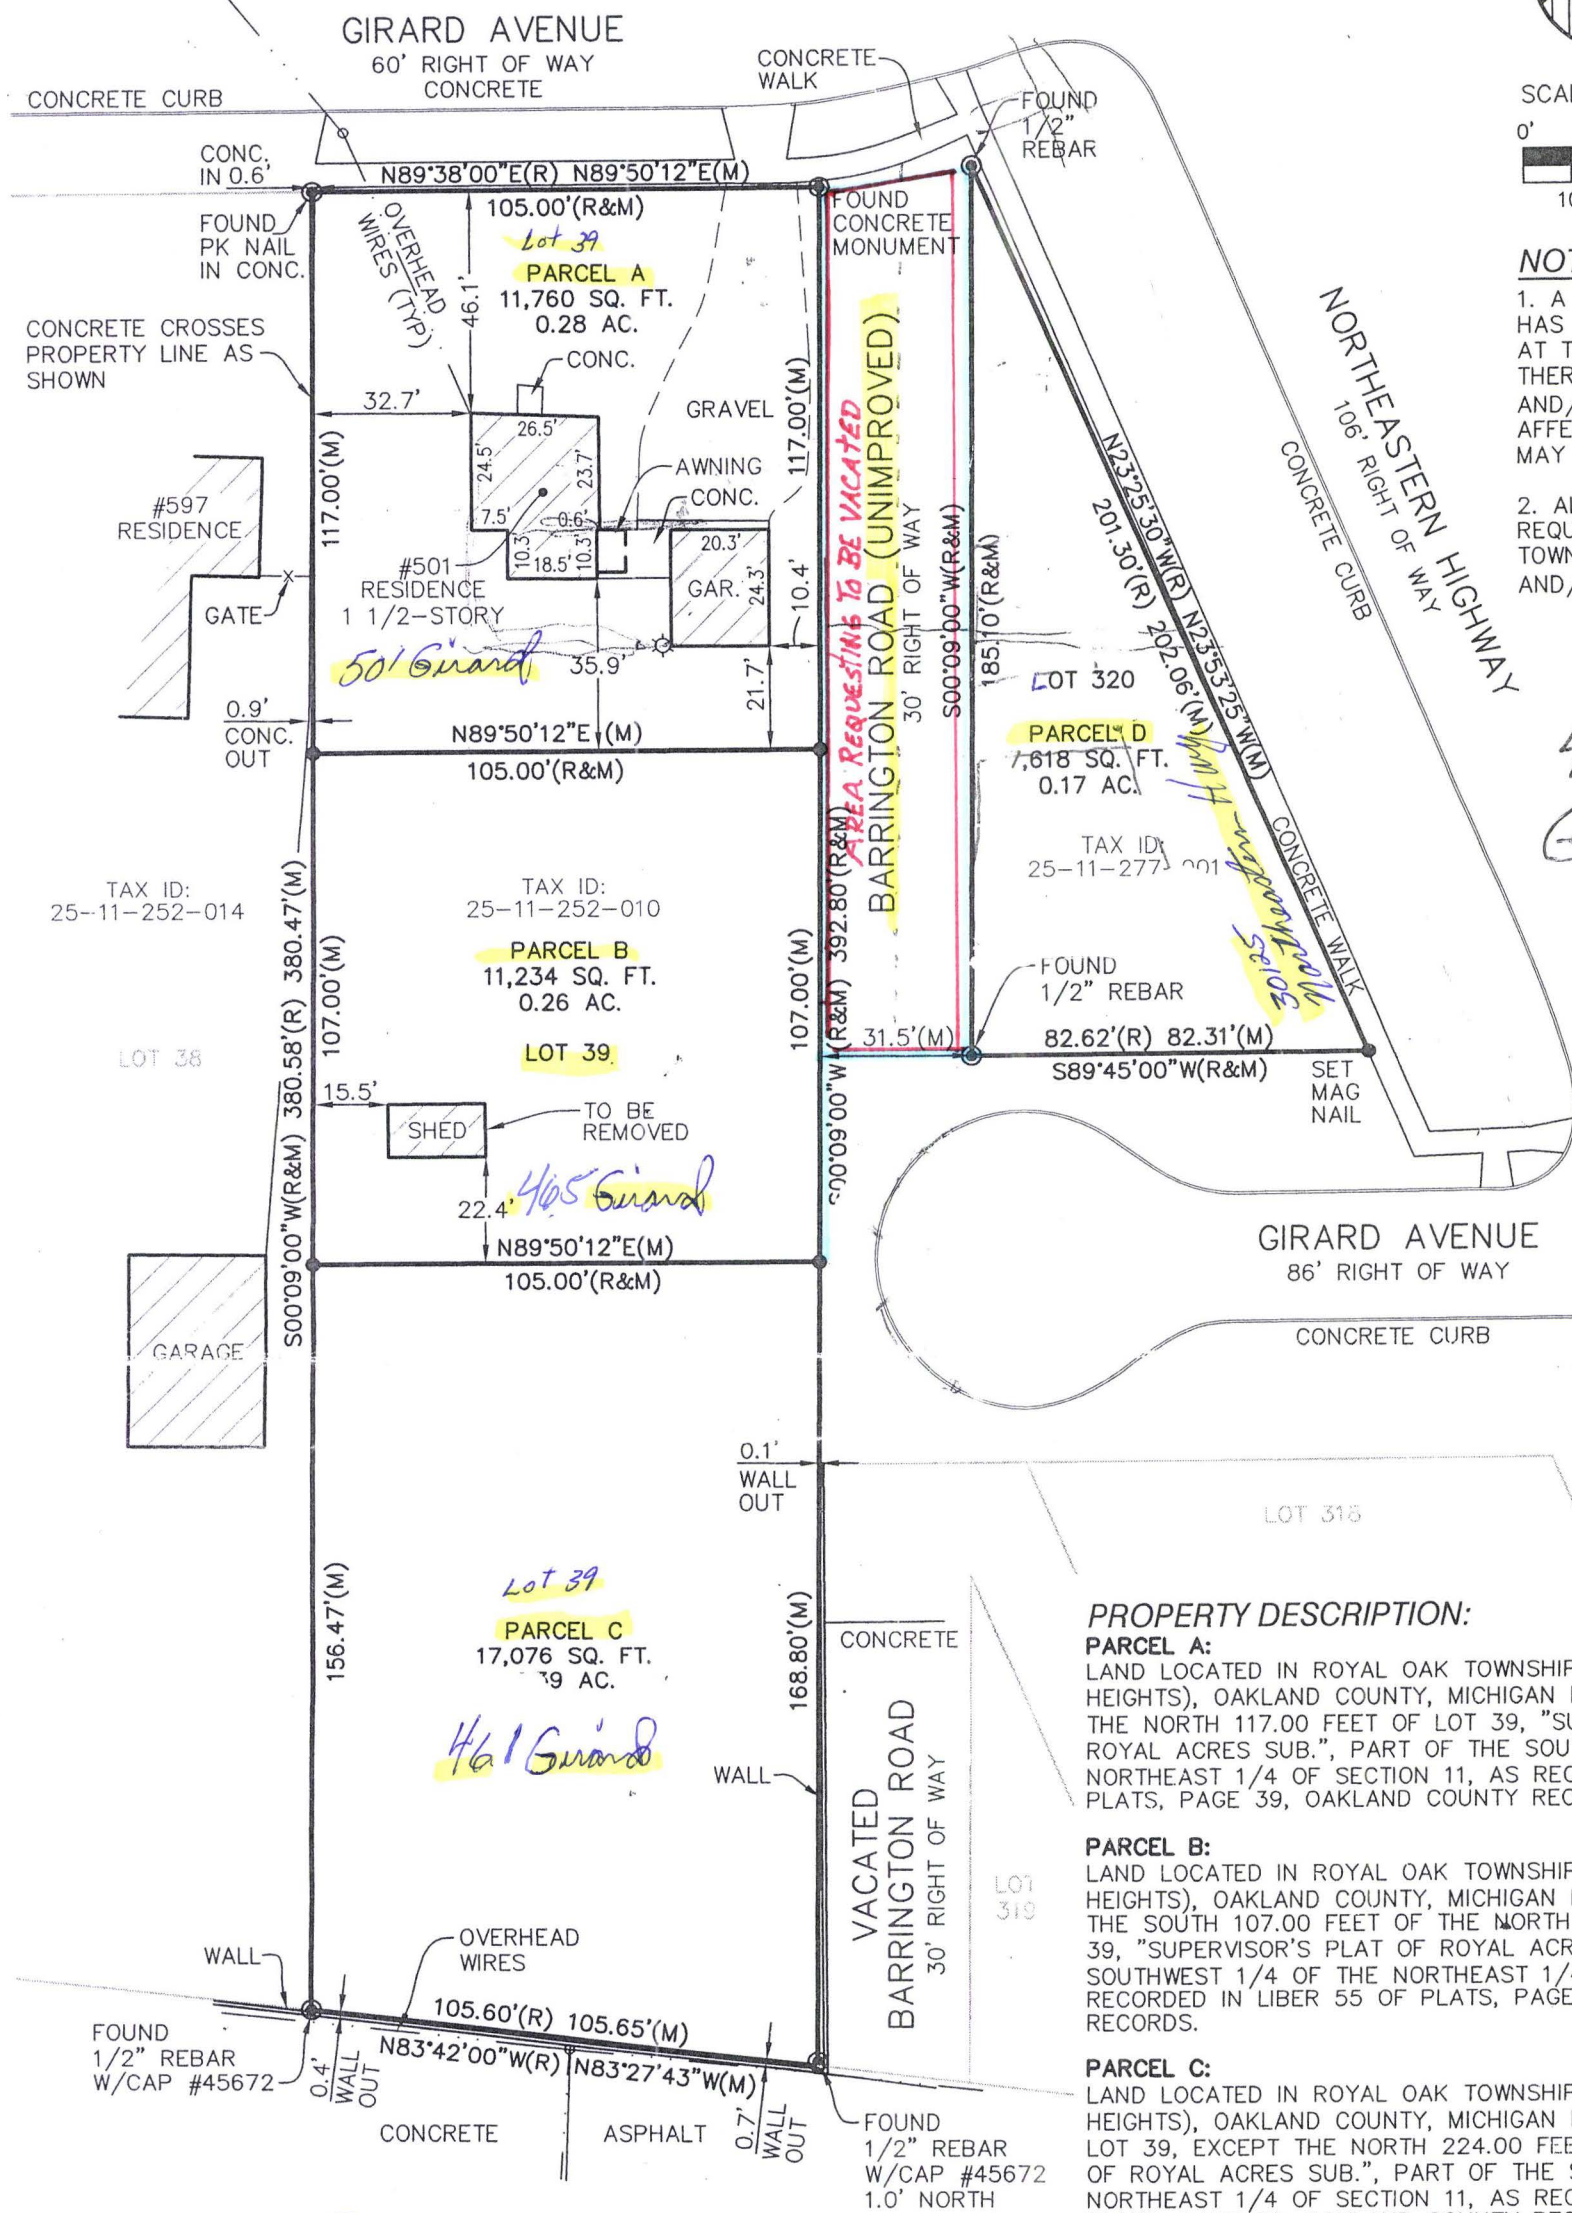 GIRARD AVENUE
60' RIGHT OF WAY
CONCRETE
CONCRETE CURB
CONCRETE
WALK
FOUND
1/2"
REBAR
0'
CONC.
IN 0.6'
N89°38'00"E(R) N89°50'12"E(M)
105.00'(R&M)
FOUND
PK NAIL
IN CONC.
OVERHEAD
WIRES (TYP)
46.1'
Lot 39
PARCEL A
11,760 SQ. FT.
0.28 AC.
FOUND
CONCRETE
MONUMENT
CONCRETE CROSSES
PROPERTY LINE AS
SHOWN
CONC.
32.7'
26.5'
GRAVEL
117.00'(M)
24.5'
23.7'
AWNING
CONC.
117.00'(M)
#597
RESIDENCE
7.5'
0.6'
10.3'
18.5'
10.3'
20.3'
24.3'
GAR.
10.4'
#501
RESIDENCE
1 1/2-STORY
GATE
501 Girard
35.9'
21.7'
0.9'
CONC.
OUT
N89°50'12"E (M)
105.00'(R&M)
AREA REQUESTING TO BE VACATED
BARRINGTON ROAD (UNIMPROVED)
30' RIGHT OF WAY
S00°09'00"W(R&M)
185.10'(R&M)
LOT 320
PARCEL D
7,618 SQ. FT.
0.17 AC.
TAX ID:
25-11-277-001
N23°25'30"W(R) N23°53'25"W(M)
201.30'(R) 202.06'(M)
NORTHEASTERN HIGHWAY
106' RIGHT OF WAY
CONCRETE CURB
CONCRETE WALK
30125
Northeastern Hwy
NOT
1. A
HAS
AT T
THER
AND/
AFFE
MAY
2. AL
REQU
TOWN
AND/
TAX ID:
25-11-252-014
LOT 38
S00°09'00"W(R&M) 380.58'(R) 380.47'(M)
107.00'(M)
TAX ID:
25-11-252-010
PARCEL B
11,234 SQ. FT.
0.26 AC.
LOT 39
107.00'(M)
S00°09'00"W(R&M) 392.80'(R&M)
FOUND
1/2" REBAR
31.5'(M)
82.62'(R) 82.31'(M)
S89°45'00"W(R&M)
SET
MAG
NAIL
15.5'
SHED
TO BE
REMOVED
22.4'
465 Girard
N89°50'12"E(M)
105.00'(R&M)
GARAGE
GIRARD AVENUE
86' RIGHT OF WAY
CONCRETE CURB
0.1'
WALL
OUT
LOT 318
156.47'(M)
Lot 39
PARCEL C
17,076 SQ. FT.
39 AC.
461 Girard
168.80'(M)
CONCRETE
WALL
VACATED
BARRINGTON ROAD
30' RIGHT OF WAY
LOT
319
WALL
OVERHEAD
WIRES
105.60'(R) 105.65'(M)
N83°42'00"W(R) N83°27'43"W(M)
FOUND
1/2" REBAR
W/CAP #45672
0.4'
WALL
OUT
CONCRETE
ASPHALT
0.7'
WALL
OUT
FOUND
1/2" REBAR
W/CAP #45672
1.0' NORTH
PROPERTY DESCRIPTION:
PARCEL A:
LAND LOCATED IN ROYAL OAK TOWNSHIP
HEIGHTS), OAKLAND COUNTY, MICHIGAN
THE NORTH 117.00 FEET OF LOT 39, "SU
ROYAL ACRES SUB.", PART OF THE SOU
NORTHEAST 1/4 OF SECTION 11, AS REC
PLATS, PAGE 39, OAKLAND COUNTY REC
PARCEL B:
LAND LOCATED IN ROYAL OAK TOWNSHIP
HEIGHTS), OAKLAND COUNTY, MICHIGAN
THE SOUTH 107.00 FEET OF THE NORTH
39, "SUPERVISOR'S PLAT OF ROYAL ACR
SOUTHWEST 1/4 OF THE NORTHEAST 1/4
RECORDED IN LIBER 55 OF PLATS, PAGE
RECORDS.
PARCEL C:
LAND LOCATED IN ROYAL OAK TOWNSHIP
HEIGHTS), OAKLAND COUNTY, MICHIGAN
LOT 39, EXCEPT THE NORTH 224.00 FEE
OF ROYAL ACRES SUB.", PART OF THE S
NORTHEAST 1/4 OF SECTION 11, AS REC